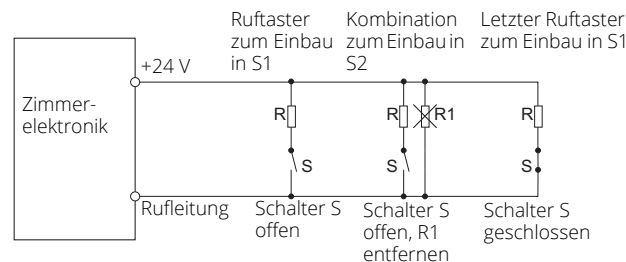 Ruftaster
zum Einbau
in S1
Kombination
zum Einbau in
S2
Letzter Ruftaster
zum Einbau in S1
+24 V
Zimmer-
elektronik
R
R
R1
R
S
S
S
Rufleitung
Schalter S
offen
Schalter S
offen, R1
entfernen
Schalter S
geschlossen